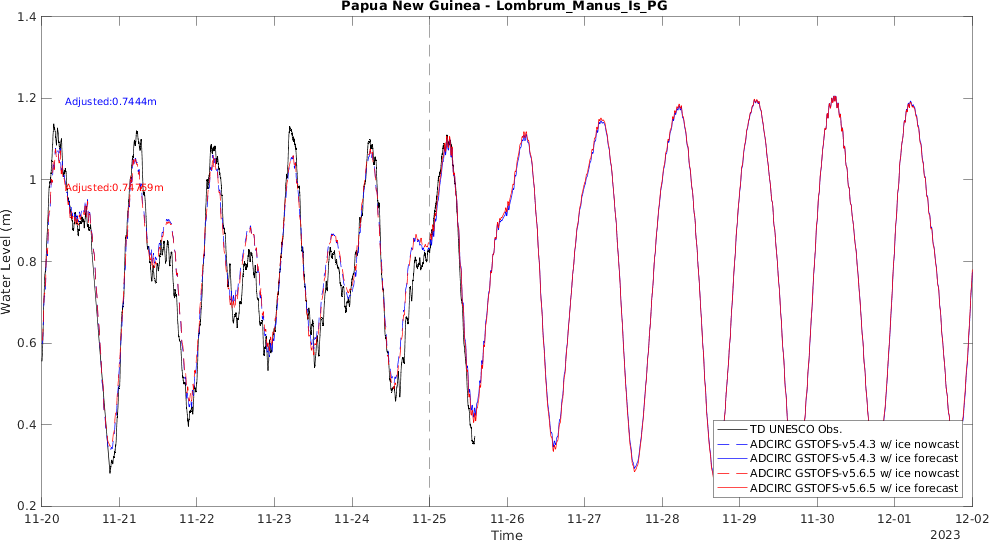 Papua New Guinea - Lombrum_Manus_Is_PG
1.4
1.2
1
0.8
0.6
0.4
0.2
Water Level (m)
Adjusted:0.7444m
Adjusted:0.74769m
TD UNESCO Obs.
ADCIRC GSTOFS-v5.4.3 w/ ice nowcast
ADCIRC GSTOFS-v5.4.3 w/ ice forecast
ADCIRC GSTOFS-v5.6.5 w/ ice nowcast
ADCIRC GSTOFS-v5.6.5 w/ ice forecast
11-20 11-21 11-22 11-23 11-24 11-25 11-26 11-27 11-28 11-29 11-30 12-01 12-02
Time
2023